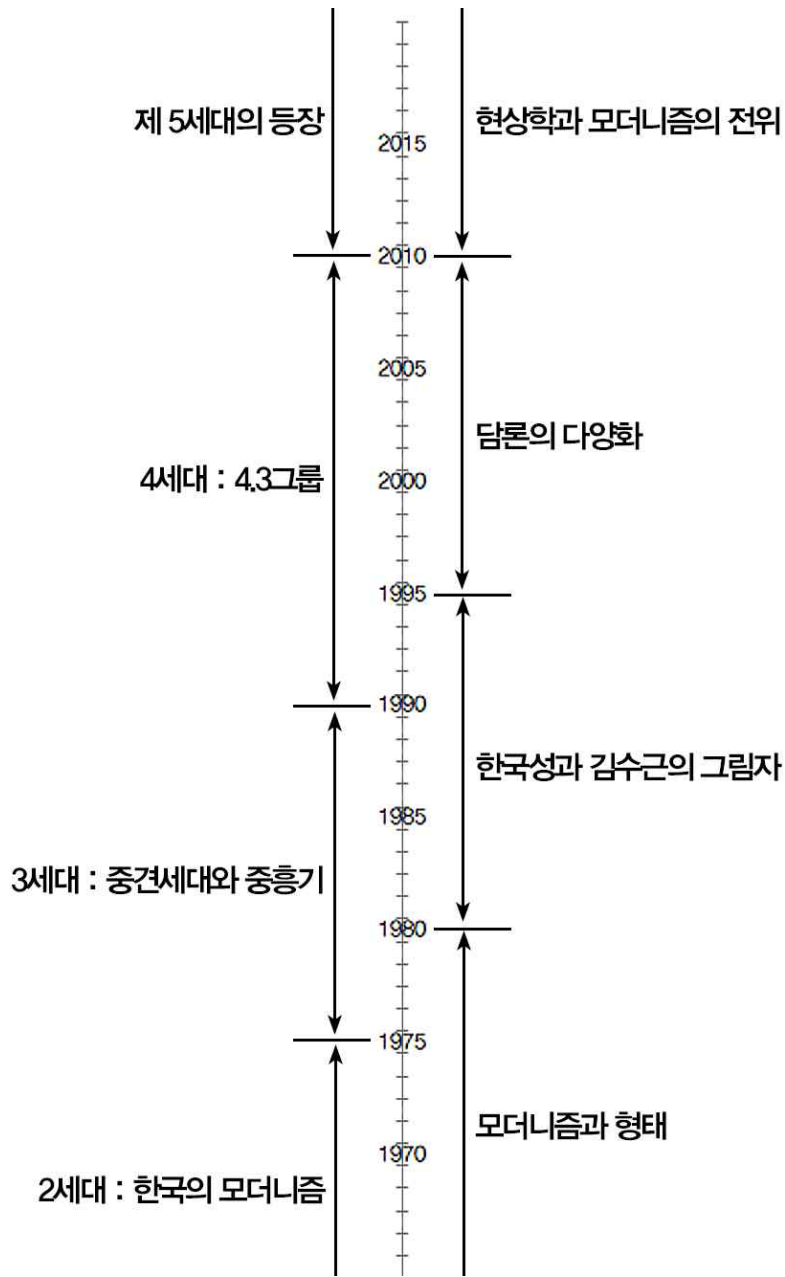 제 5세대의 등장
현상학과 모더니즘의 전위
2015
2010
2005
담론의 다양화
4세대 : 4.3그룹
2000
1995
1990
한국성과 김수근의 그림자
1985
3세대 : 중견세대와 중흥기
1980
1975
모더니즘과 형태
1970
2세대 : 한국의 모더니즘